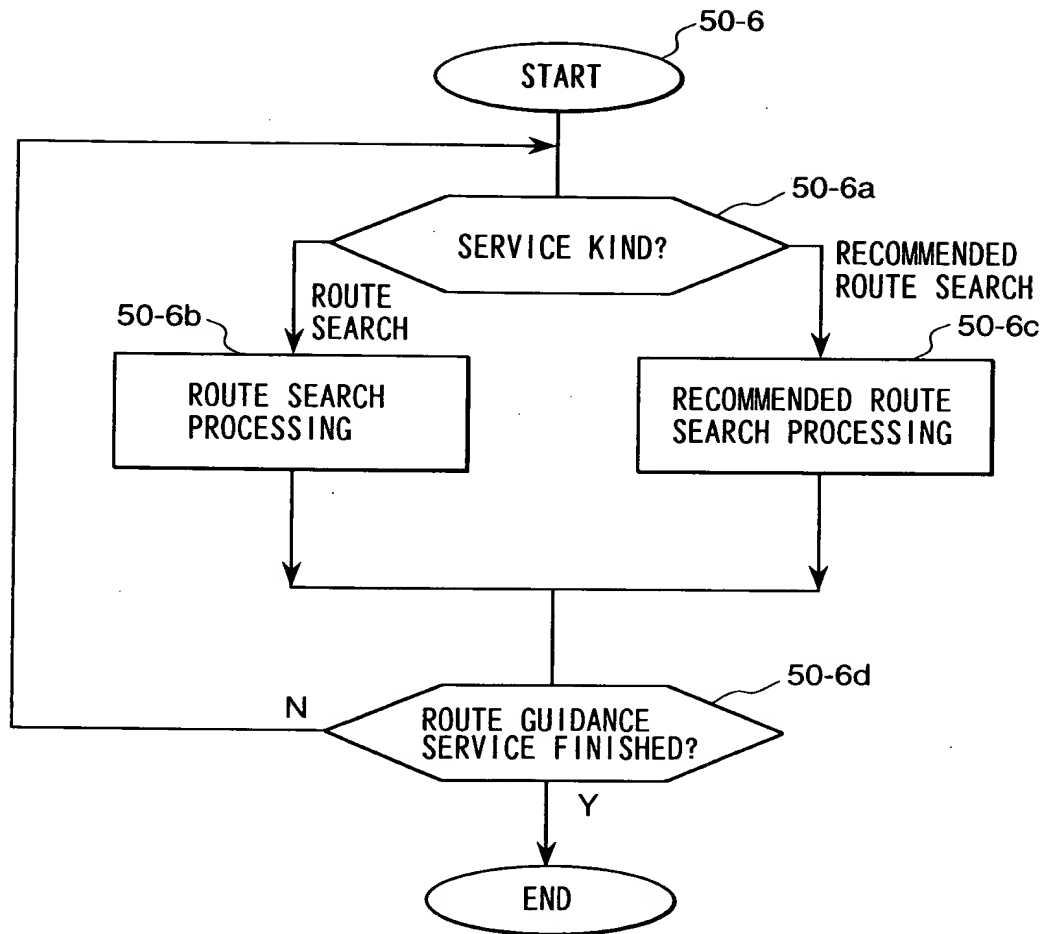 50-6
START
50-6a
SERVICE KIND?
RECOMMENDED
ROUTE SEARCH
ROUTE
SEARCH
50-6b
50-6c
ROUTE SEARCH
PROCESSING
RECOMMENDED ROUTE
SEARCH PROCESSING
50-6d
N
ROUTE GUIDANCE
SERVICE FINISHED?
Y
END